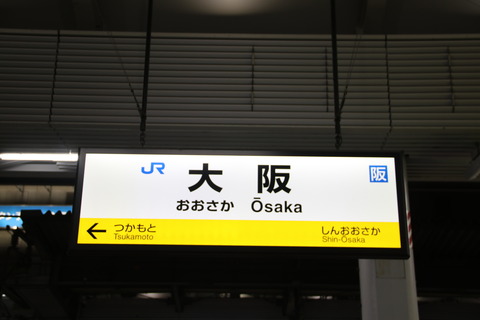 JR 大阪 阪
おおさか Ōsaka
← つかもと しんおおさか
Tsukamoto Shin-Ōsaka